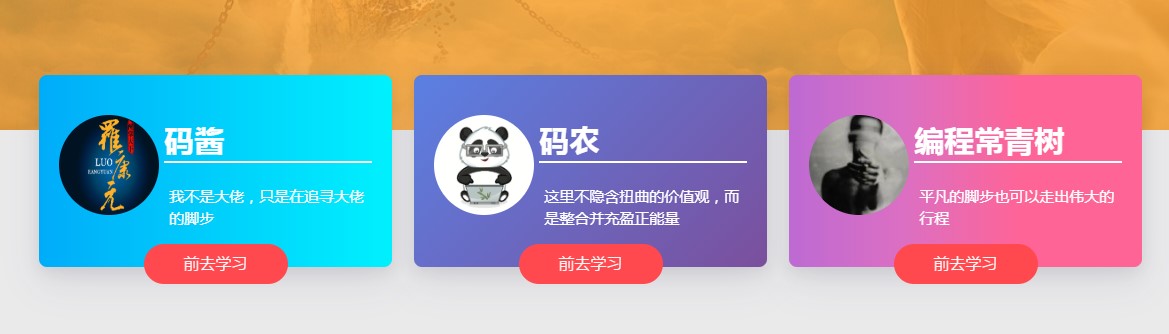 羅康元
LUO
KANGYUAN
码酱
我不是大佬，只是在追寻大佬
的脚步
前去学习
码农
这里不隐含扭曲的价值观，而
是整合并充盈正能量
前去学习
编程常青树
平凡的脚步也可以走出伟大的
行程
前去学习